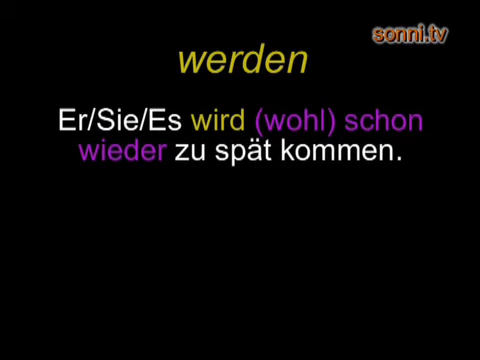 sonni.tv
werden
Er/Sie/Es wird (wohl) schon
wieder zu spät kommen.